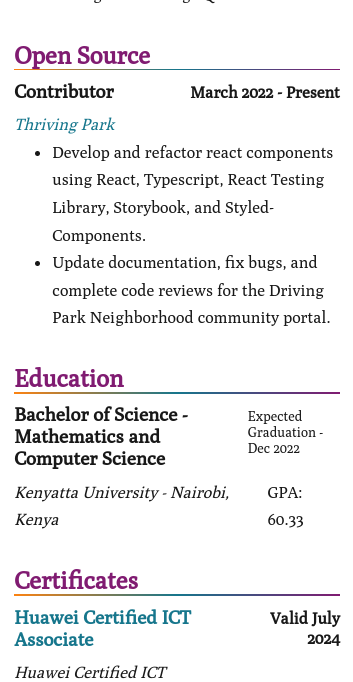 Open Source
Contributor March 2022 - Present
Thriving Park
• Develop and refactor react components
using React, Typescript, React Testing
Library, Storybook, and Styled-
Components.
• Update documentation, fix bugs, and
complete code reviews for the Driving
Park Neighborhood community portal.
Education
Bachelor of Science -
Mathematics and
Computer Science
Expected
Graduation -
Dec 2022
Kenyatta University - Nairobi,
Kenya
GPA:
60.33
Certificates
Huawei Certified ICT
Associate
Valid July
2024
Huawei Certified ICT